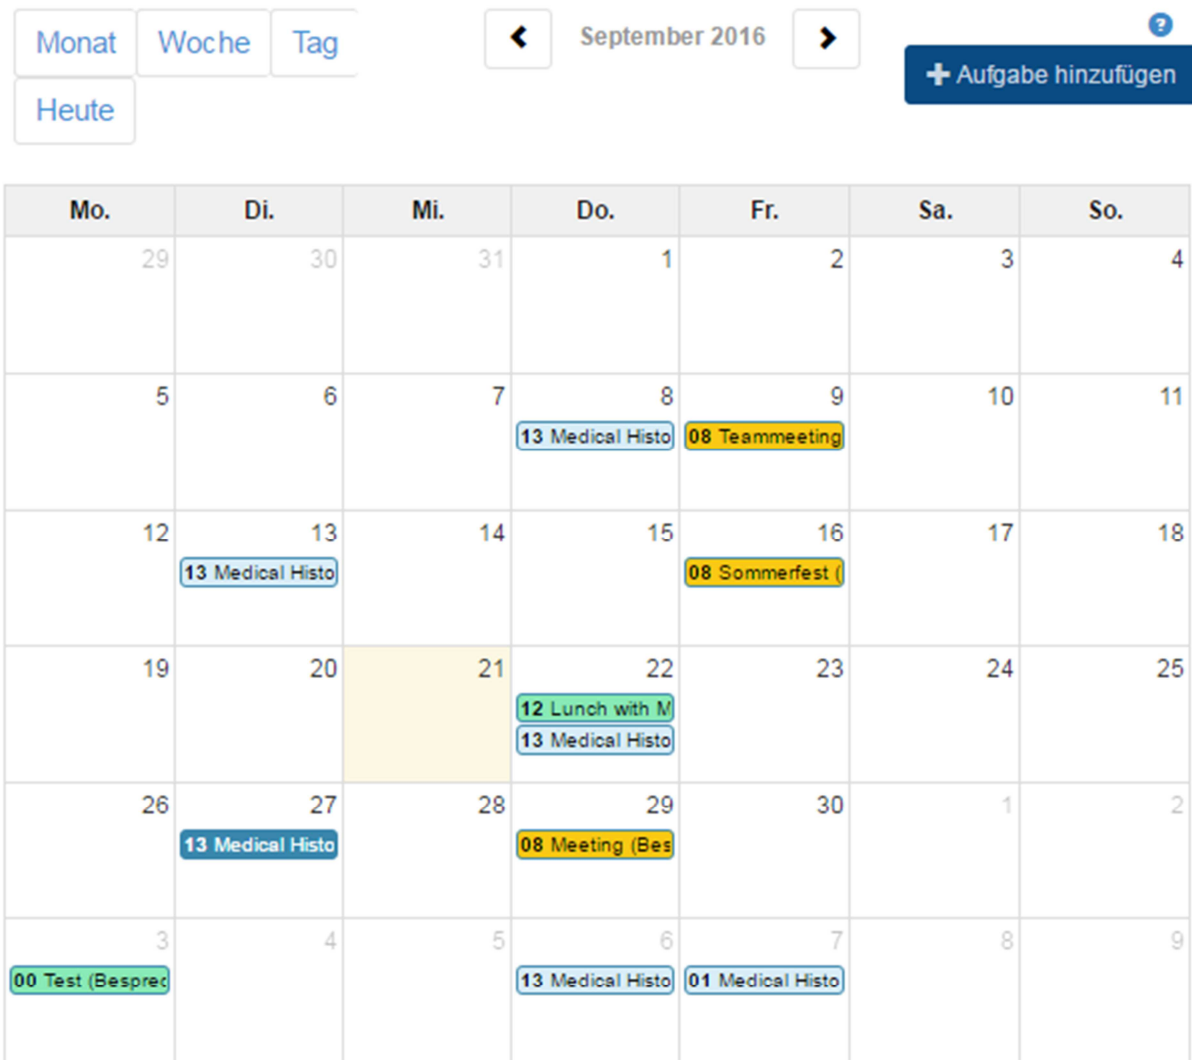 Monat Woche Tag
September 2016
?
Aufgabe hinzufügen
Heute
Mo. Di. Mi. Do. Fr. Sa. So.
29 30 31 1 2 3 4
5 6 7 8 9 10 11
13 Medical Histo 08 Teammeeting
12 13 14 15 16 17 18
13 Medical Histo 08 Sommerfest (
19 20 21 22 23 24 25
12 Lunch with M
13 Medical Histo
26 27 28 29 30 1 2
13 Medical Histo 08 Meeting (Bes
3 4 5 6 7 8 9
00 Test (Besprec 13 Medical Histo 01 Medical Histo